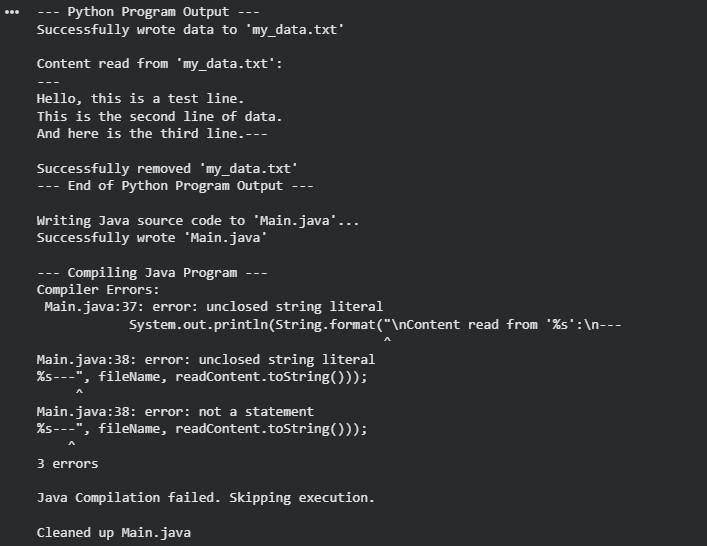 --- Python Program Output ---
Successfully wrote data to 'my_data.txt'
Content read from 'my_data.txt':
---
Hello, this is a test line.
This is the second line of data.
And here is the third line.---
Successfully removed 'my_data.txt'
--- End of Python Program Output ---
Writing Java source code to 'Main.java'...
Successfully wrote 'Main.java'
--- Compiling Java Program ---
Compiler Errors:
Main.java:37: error: unclosed string literal
System.out.println(String.format("\nContent read from '%s':\n---
^
Main.java:38: error: unclosed string literal
%s---", fileName, readContent.toString()));
^
Main.java:38: error: not a statement
%s---", fileName, readContent.toString()));
^
3 errors
Java Compilation failed. Skipping execution.
Cleaned up Main.java